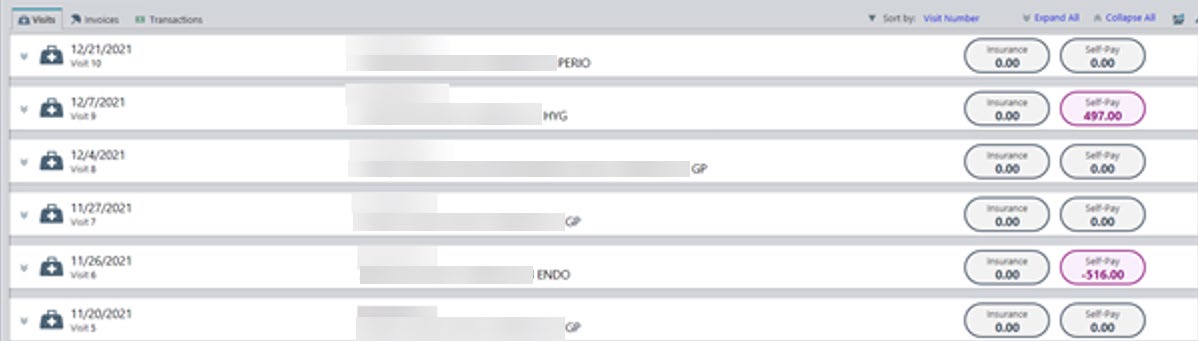 Visits Invoices Transactions Sort by: Visit Number Expand All Collapse All
12/21/2021 Insurance Self-Pay
Visit 10 PERIO 0.00 0.00
12/7/2021 Insurance Self-Pay
Visit 9 HYG 0.00 497.00
12/4/2021 Insurance Self-Pay
Visit 8 GP 0.00 0.00
11/27/2021 Insurance Self-Pay
Visit 7 GP 0.00 0.00
11/26/2021 Insurance Self-Pay
Visit 6 ENDO 0.00 -516.00
11/20/2021 Insurance Self-Pay
Visit 5 GP 0.00 0.00